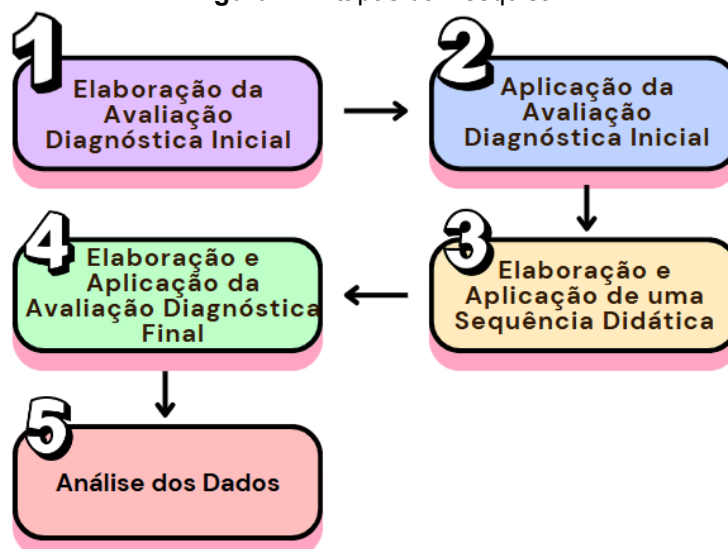 1
Elaboração da
Avaliação
Diagnóstica Inicial
2
Aplicação da
Avaliação
Diagnóstica Inicial
3
Elaboração e
Aplicação de uma
Sequência Didática
4
Elaboração e
Aplicação da
Avaliação Diagnóstica
Final
5
Análise dos Dados